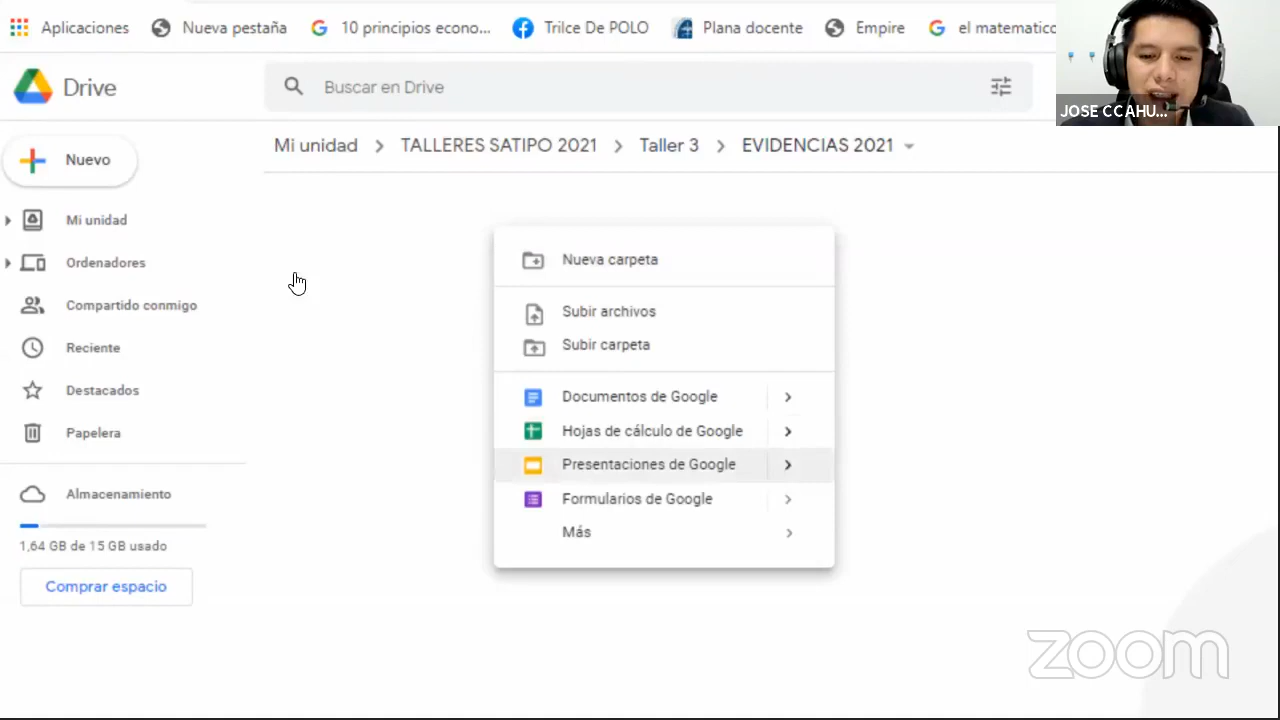 Aplicaciones Nueva pestaña 10 principios econo... Trilce De POLO Plana docente Empire el matematico
JOSE CCAHU...
Drive
Buscar en Drive
Nuevo
Mi unidad > TALLERES SATIPO 2021 > Taller 3 > EVIDENCIAS 2021
Mi unidad
Ordenadores
Compartido conmigo
Reciente
Destacados
Papelera
Almacenamiento
1,64 GB de 15 GB usado
Comprar espacio
Nueva carpeta
Subir archivos
Subir carpeta
Documentos de Google
Hojas de cálculo de Google
Presentaciones de Google
Formularios de Google
Más
zoom